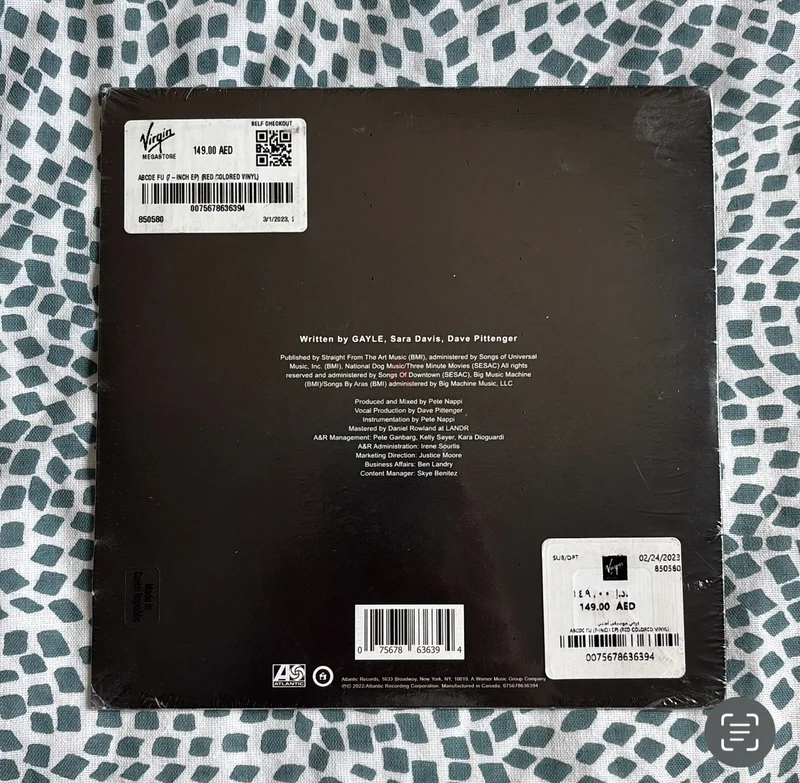 Virgin
MEGASTORE
149.00 AED
SELF CHECKOUT
ABCDE FU (7 - INCH EP) (RED COLORED VINYL)
0075678636394
850580
3/1/2023,
Written by GAYLE, Sara Davis, Dave Pittenger
Published by Straight From The Art Music (BMI), administered by Songs of Universal
Music, Inc. (BMI), National Dog Music/Three Minute Movies (SESAC) All rights
reserved and administered by Songs Of Downtown (SESAC), Big Music Machine
(BMI)/Songs By Aras (BMI) administered by Big Machine Music, LLC
Produced and Mixed by Pete Nappi
Vocal Production by Dave Pittenger
Instrumentation by Pete Nappi
Mastered by Daniel Rowland at LANDR
A&R Management: Pete Ganbarg, Kelly Sayer, Kara Dioguardi
A&R Administration: Irene Sourlis
Marketing Direction: Justice Moore
Business Affairs: Ben Landry
Content Manager: Skye Benitez
Made in
Czech Republic
SUB/DPT
Virgin
02/24/2023
850580
149.00 AED
ABCDE FU (7-INCH EP) (RED COLORED VINYL)
0075678636394
0 75678 63639 4
ATLANTIC
Atlantic Records, 1633 Broadway, New York, NY, 10019. A Warner Music Group Company
℗© 2022 Atlantic Recording Corporation. Manufactured in Canada. 075678636394